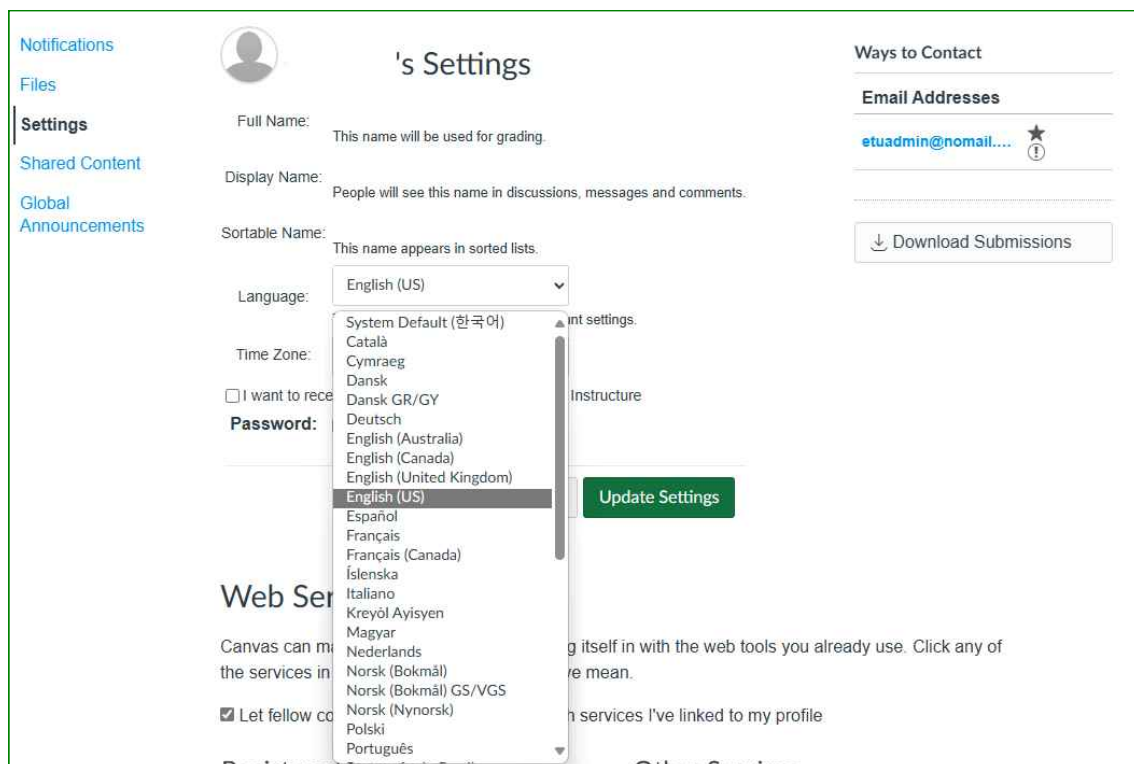 Notifications
Files
Settings
Shared Content
Global
Announcements
's Settings
Full Name:
This name will be used for grading.
Display Name:
People will see this name in discussions, messages and comments.
Sortable Name:
This name appears in sorted lists.
Language:
English (US)
nt settings.
Time Zone:
I want to rece
Instructure
Password:
System Default (한국어)
Català
Cymraeg
Dansk
Dansk GR/GY
Deutsch
English (Australia)
English (Canada)
English (United Kingdom)
English (US)
Español
Français
Français (Canada)
Íslenska
Italiano
Kreyòl Ayisyen
Magyar
Nederlands
Norsk (Bokmål)
Norsk (Bokmål) GS/VGS
Norsk (Nynorsk)
Polski
Português
Update Settings
Web Ser
Canvas can ma
g itself in with the web tools you already use. Click any of
the services in
ve mean.
Let fellow co
h services I've linked to my profile
Ways to Contact
Email Addresses
etuadmin@nomail....
Download Submissions